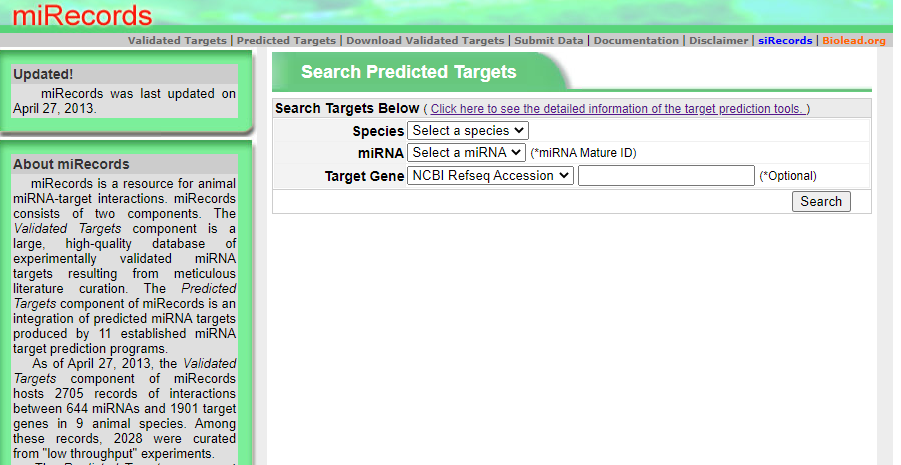 miRecords
Validated Targets | Predicted Targets | Download Validated Targets | Submit Data | Documentation | Disclaimer | siRecords | Biolead.org
Updated!
miRecords was last updated on
April 27, 2013.
About miRecords
miRecords is a resource for animal
miRNA-target interactions. miRecords
consists of two components. The
Validated Targets component is a
large, high-quality database of
experimentally validated miRNA
targets resulting from meticulous
literature curation. The Predicted
Targets component of miRecords is an
integration of predicted miRNA targets
produced by 11 established miRNA
target prediction programs.
As of April 27, 2013, the Validated
Targets component of miRecords
hosts 2705 records of interactions
between 644 miRNAs and 1901 target
genes in 9 animal species. Among
these records, 2028 were curated
from "low throughput" experiments.
Search Predicted Targets
Search Targets Below ( Click here to see the detailed information of the target prediction tools. )
Species Select a species
miRNA Select a miRNA (*miRNA Mature ID)
Target Gene NCBI Refseq Accession (*Optional)
Search